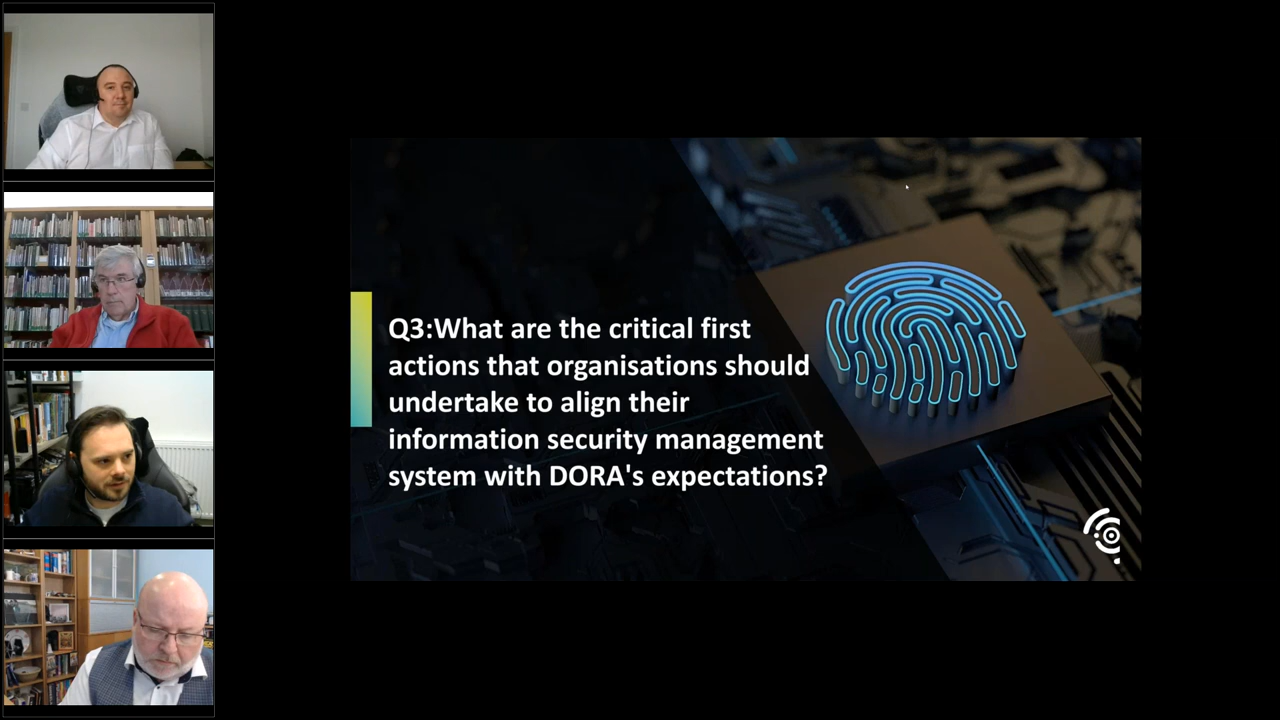 Q3:What are the critical first
actions that organisations should
undertake to align their
information security management
system with DORA's expectations?